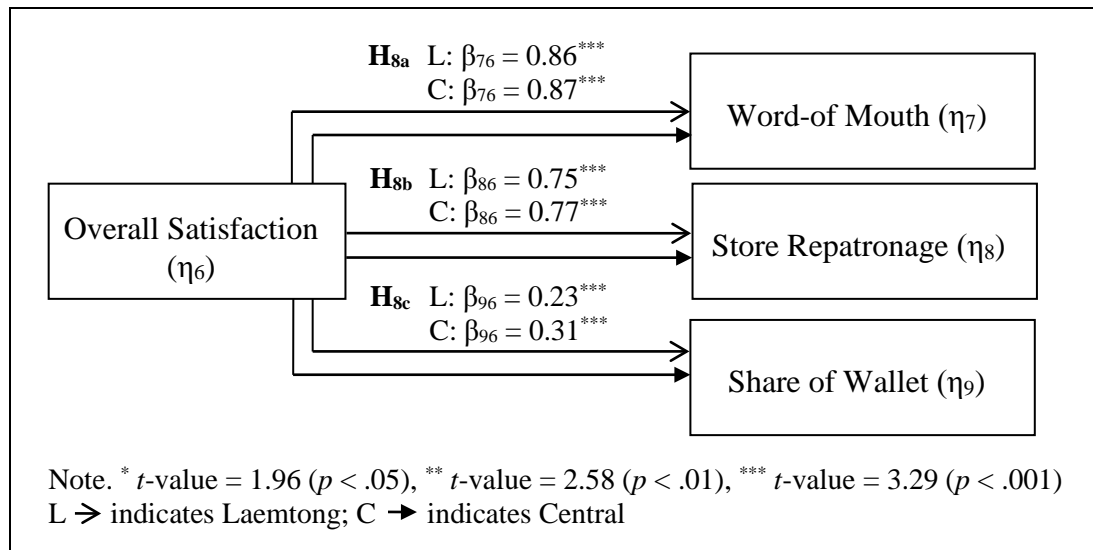 H8a L: β76 = 0.86***
C: β76 = 0.87***
Word-of Mouth (η7)
H8b L: β86 = 0.75***
C: β86 = 0.77***
Overall Satisfaction
(η6)
Store Repatronage (η8)
H8c L: β96 = 0.23***
C: β96 = 0.31***
Share of Wallet (η9)
Note. * t-value = 1.96 (p < .05), ** t-value = 2.58 (p < .01), *** t-value = 3.29 (p < .001)
L → indicates Laemtong; C → indicates Central